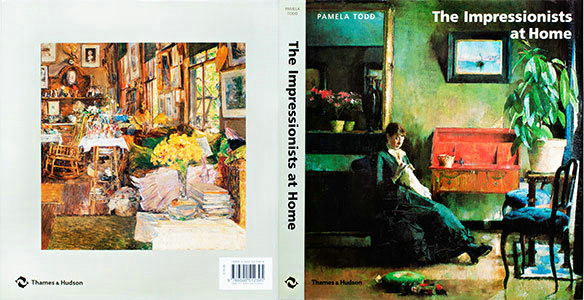 Thames & Hudson
PAMELA
TODD
The Impressionists at Home
PAMELA TODD
The Impressionists
at Home
Thames & Hudson